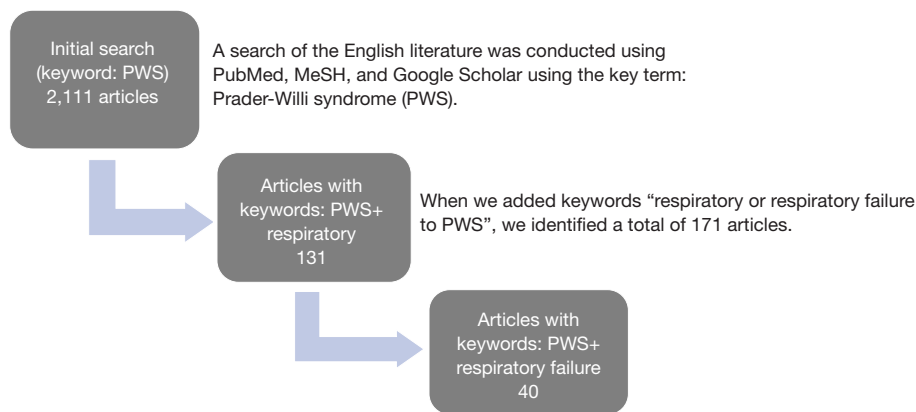 Initial search
(keyword: PWS)
2,111 articles
A search of the English literature was conducted using
PubMed, MeSH, and Google Scholar using the key term:
Prader-Willi syndrome (PWS).
Articles with
keywords: PWS+
respiratory
131
When we added keywords “respiratory or respiratory failure
to PWS”, we identified a total of 171 articles.
Articles with
keywords: PWS+
respiratory failure
40